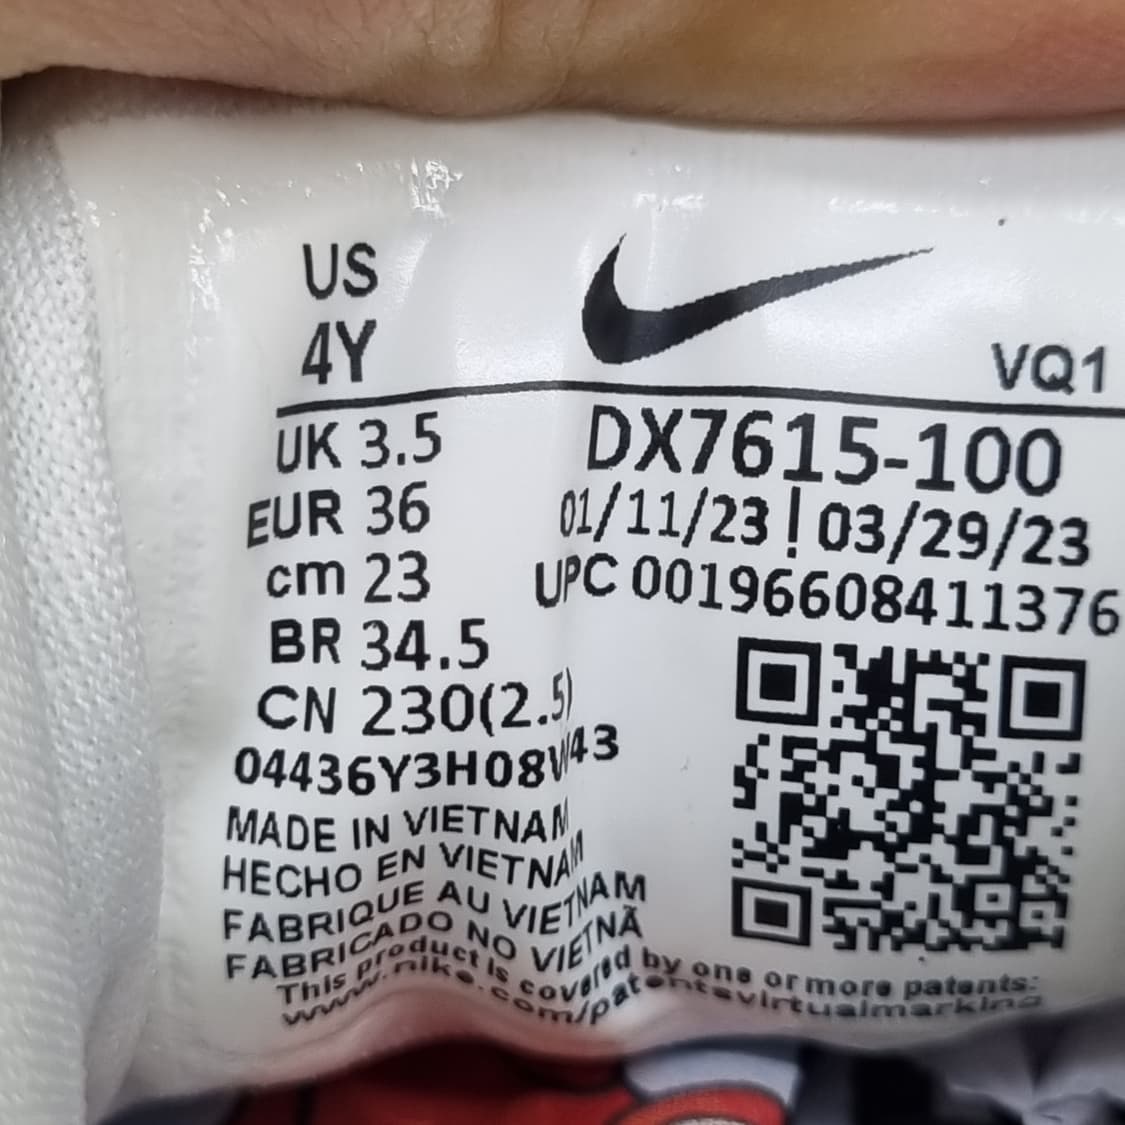 US
4Y
VQ1
UK 3.5
DX7615-100
EUR 36
01/11/23 | 03/29/23
cm 23
UPC 00196608411376
BR 34.5
CN 230(2.5)
04436Y3H08W43
MADE IN VIETNAM
HECHO EN VIETNAM
FABRIQUE AU VIETNAM
FABRICADO NO VIETNÃ
This product is covered by one or more patents:
www.nike.com/patentsvirtualmarking